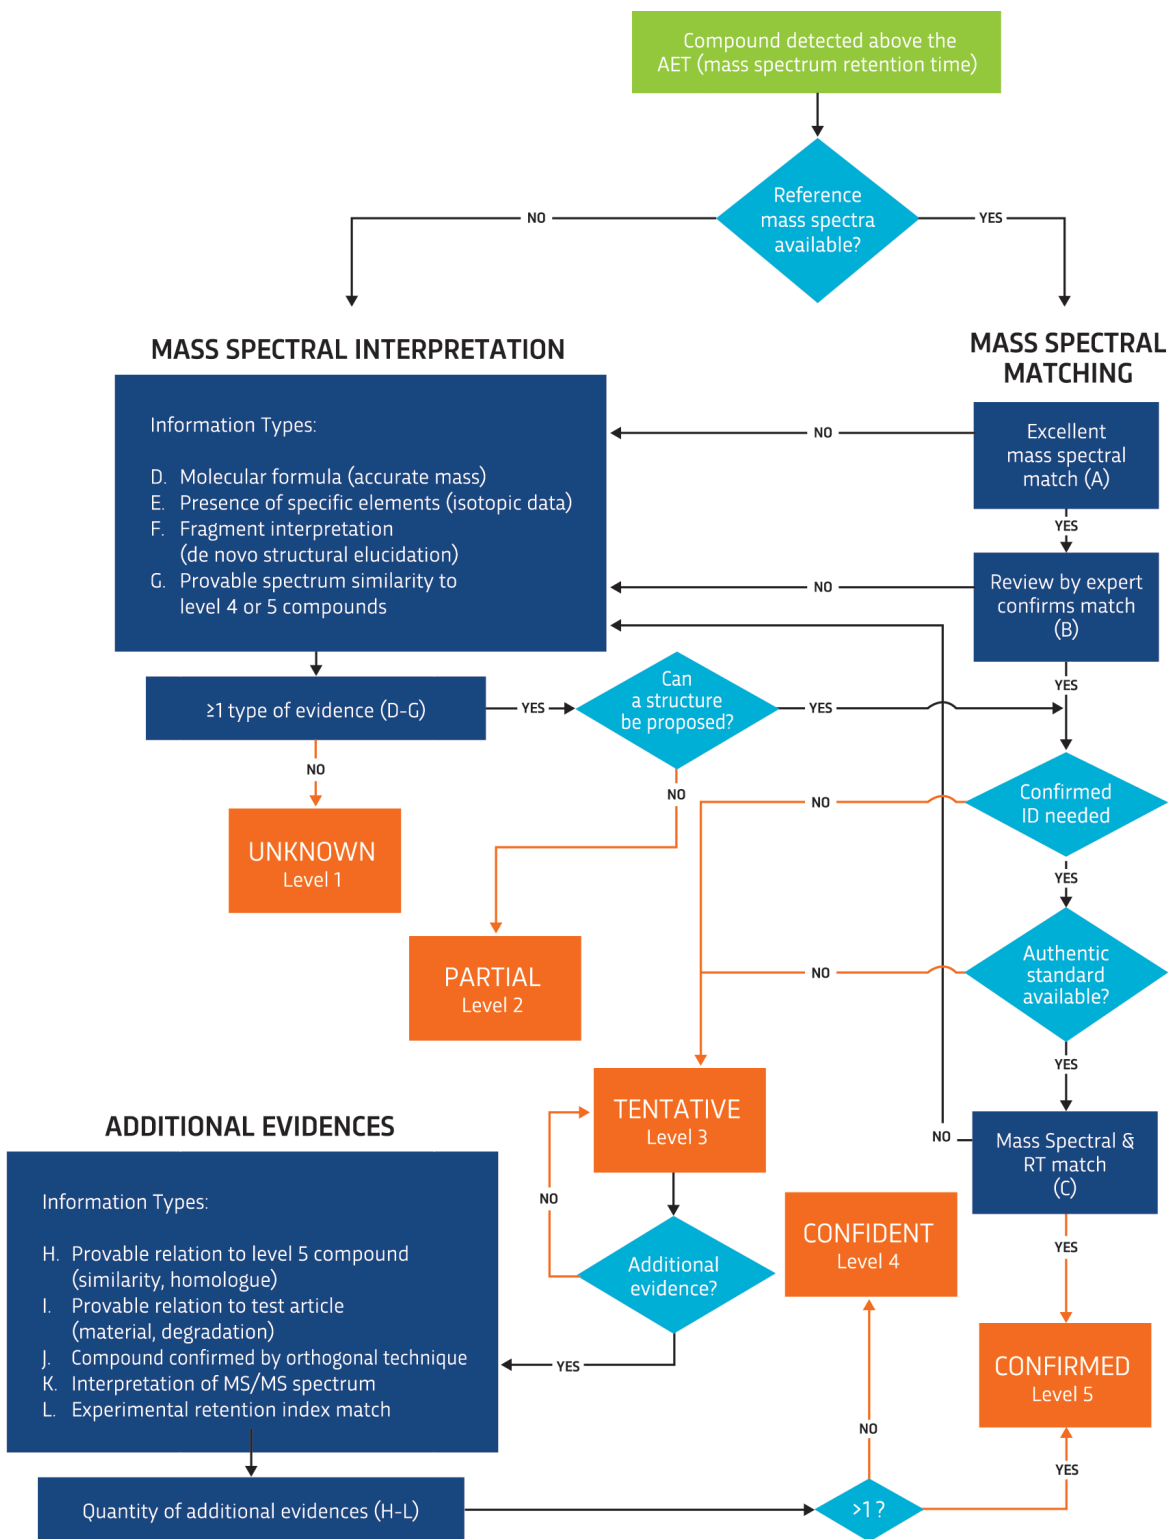 Compound detected above the
AET (mass spectrum retention time)
Reference
mass spectra
available?
NO
YES
MASS SPECTRAL INTERPRETATION
Information Types:
D. Molecular formula (accurate mass)
E. Presence of specific elements (isotopic data)
F. Fragment interpretation
(de novo structural elucidation)
G. Provable spectrum similarity to
level 4 or 5 compounds
MASS SPECTRAL
MATCHING
Excellent
mass spectral
match (A)
NO
YES
Review by expert
confirms match
(B)
NO
YES
≥1 type of evidence (D-G)
YES
NO
Can
a structure
be proposed?
YES
NO
UNKNOWN
Level 1
PARTIAL
Level 2
Confirmed
ID needed
NO
YES
Authentic
standard
available?
NO
YES
Mass Spectral &
RT match
(C)
NO
YES
TENTATIVE
Level 3
Additional
evidence?
NO
YES
ADDITIONAL EVIDENCES
Information Types:
H. Provable relation to level 5 compound
(similarity, homologue)
I. Provable relation to test article
(material, degradation)
J. Compound confirmed by orthogonal technique
K. Interpretation of MS/MS spectrum
L. Experimental retention index match
Quantity of additional evidences (H-L)
>1 ?
NO
YES
CONFIDENT
Level 4
CONFIRMED
Level 5